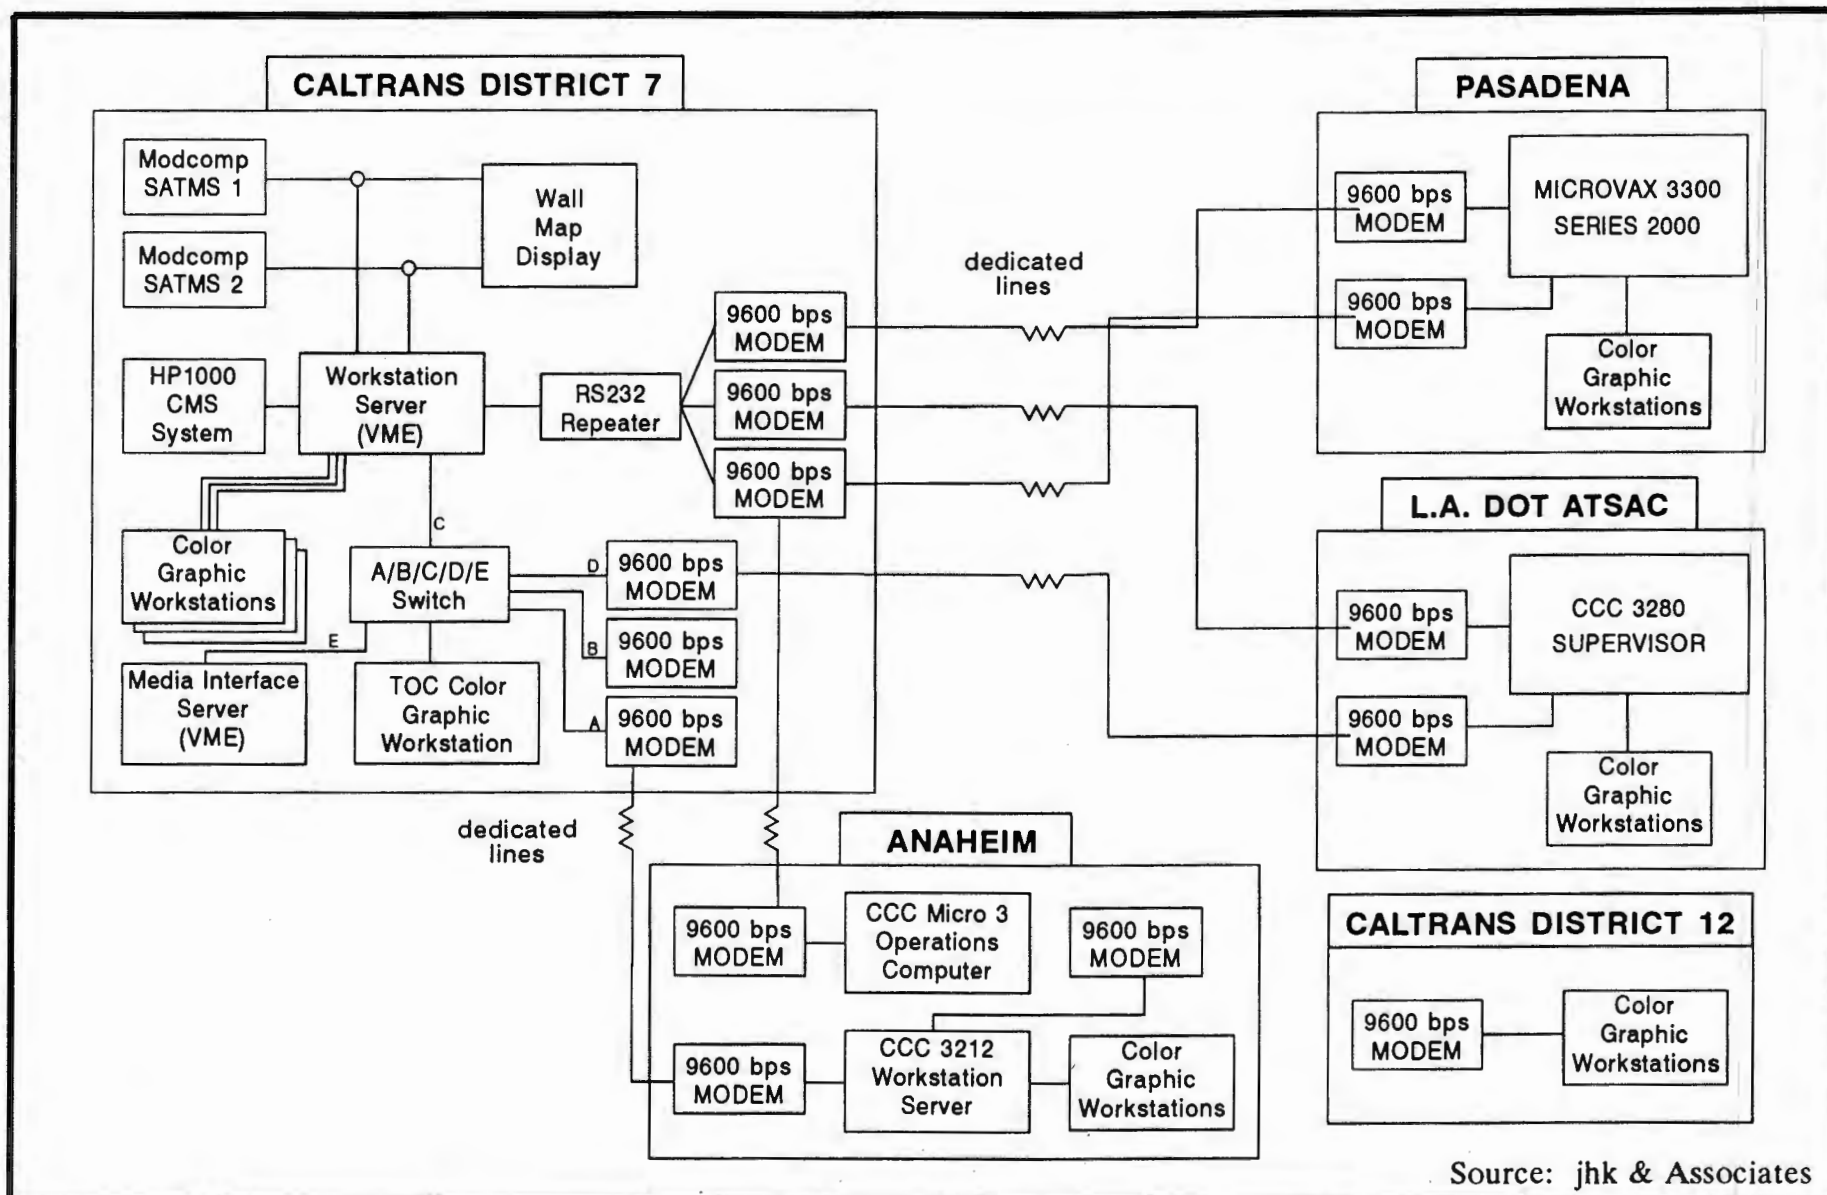 CALTRANS DISTRICT 7
Modcomp
SATMS 1
Modcomp
SATMS 2
Wall
Map
Display
HP1000
CMS
System
Workstation
Server
(VME)
RS232
Repeater
9600 bps
MODEM
9600 bps
MODEM
9600 bps
MODEM
Color
Graphic
Workstations
C
A/B/C/D/E
Switch
D
B
A
E
9600 bps
MODEM
9600 bps
MODEM
9600 bps
MODEM
Media Interface
Server
(VME)
TOC Color
Graphic
Workstation
dedicated
lines
dedicated
lines
PASADENA
9600 bps
MODEM
9600 bps
MODEM
MICROVAX 3300
SERIES 2000
Color
Graphic
Workstations
L.A. DOT ATSAC
9600 bps
MODEM
9600 bps
MODEM
CCC 3280
SUPERVISOR
Color
Graphic
Workstations
ANAHEIM
9600 bps
MODEM
CCC Micro 3
Operations
Computer
9600 bps
MODEM
9600 bps
MODEM
CCC 3212
Workstation
Server
Color
Graphic
Workstations
CALTRANS DISTRICT 12
9600 bps
MODEM
Color
Graphic
Workstations
Source: jhk & Associates